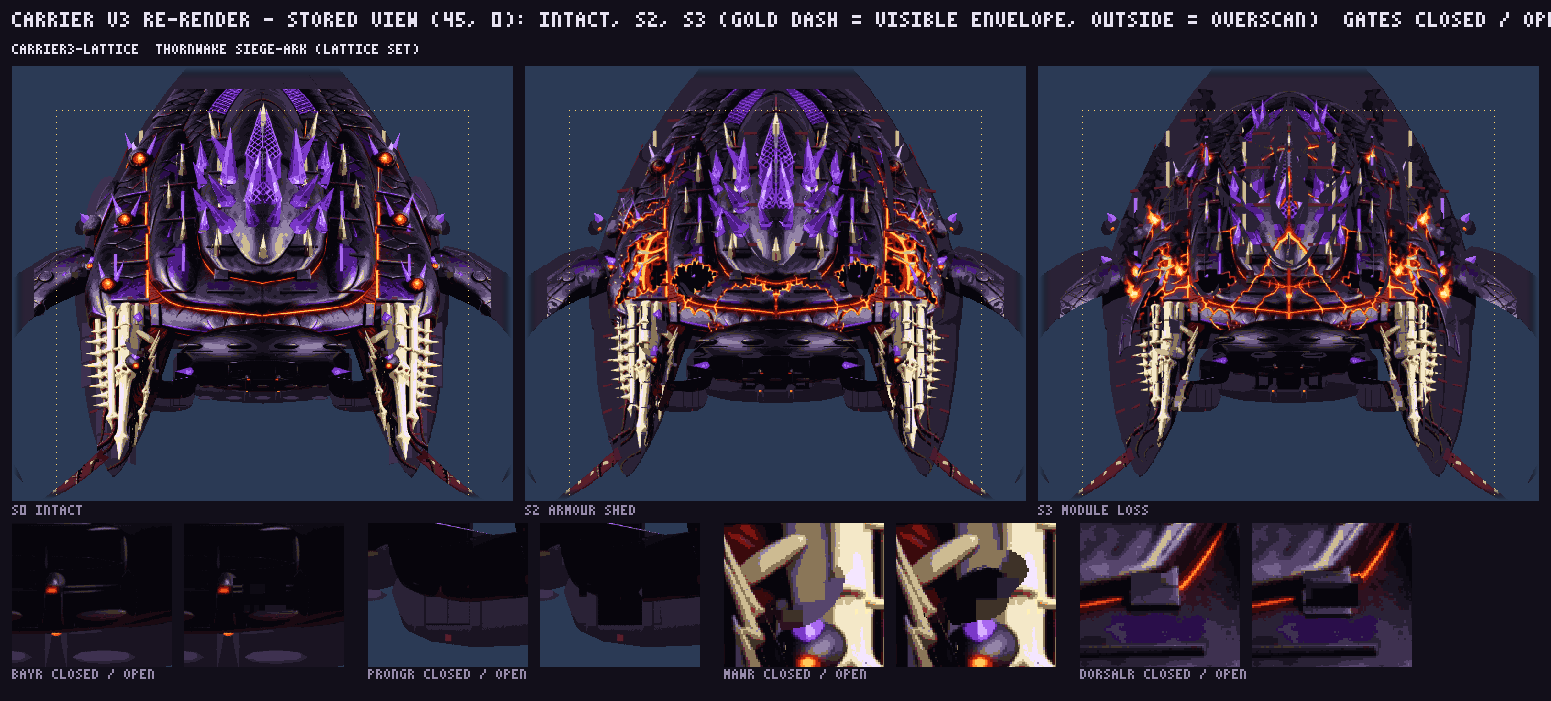 CARRIER V3 RE-RENDER - STORED VIEW (45, 0): INTACT, S2, S3 (GOLD DASH = VISIBLE ENVELOPE, OUTSIDE = OVERSCAN) GATES CLOSED / OPE
CARRIER3-LATTICE THORNWAKE SIEGE-ARK (LATTICE SET)
S0 INTACT
S2 ARMOUR SHED
S3 MODULE LOSS
BAYR CLOSED / OPEN
PRONGR CLOSED / OPEN
MAWR CLOSED / OPEN
DORSALR CLOSED / OPEN